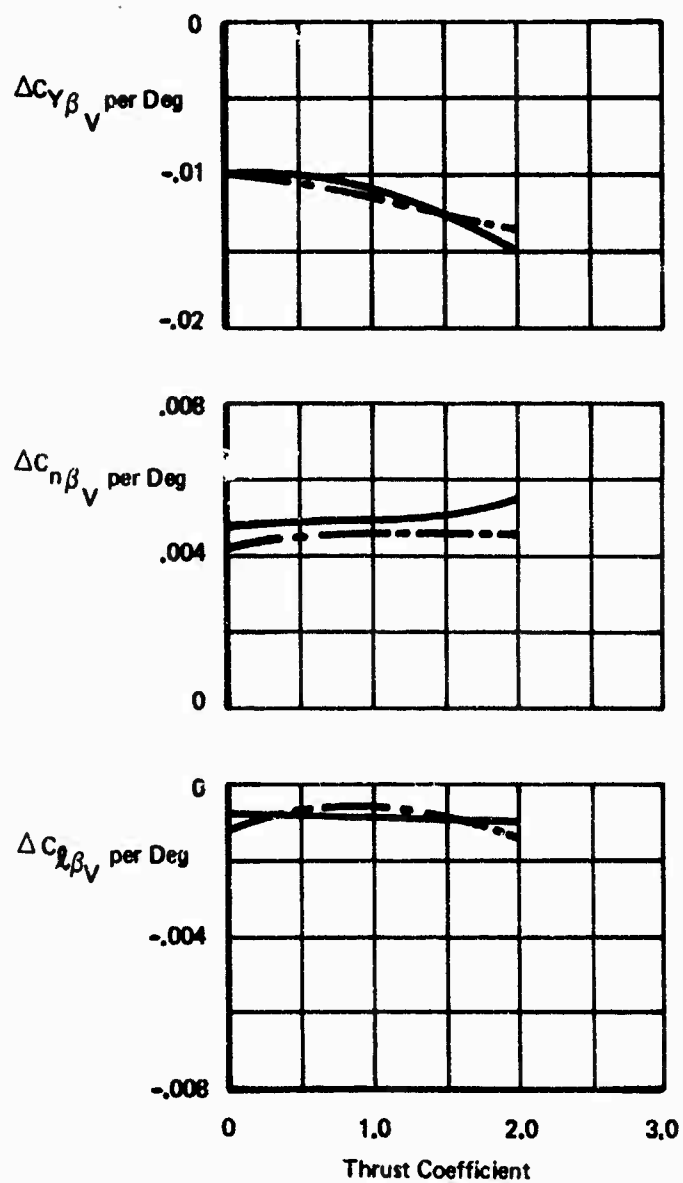 0
ΔCYβV per Deg
-.01
-.02
.008
ΔCnβV per Deg
.004
0
0
ΔCℓβV per Deg
-.004
-.008
0 1.0 2.0 3.0
Thrust Coefficient